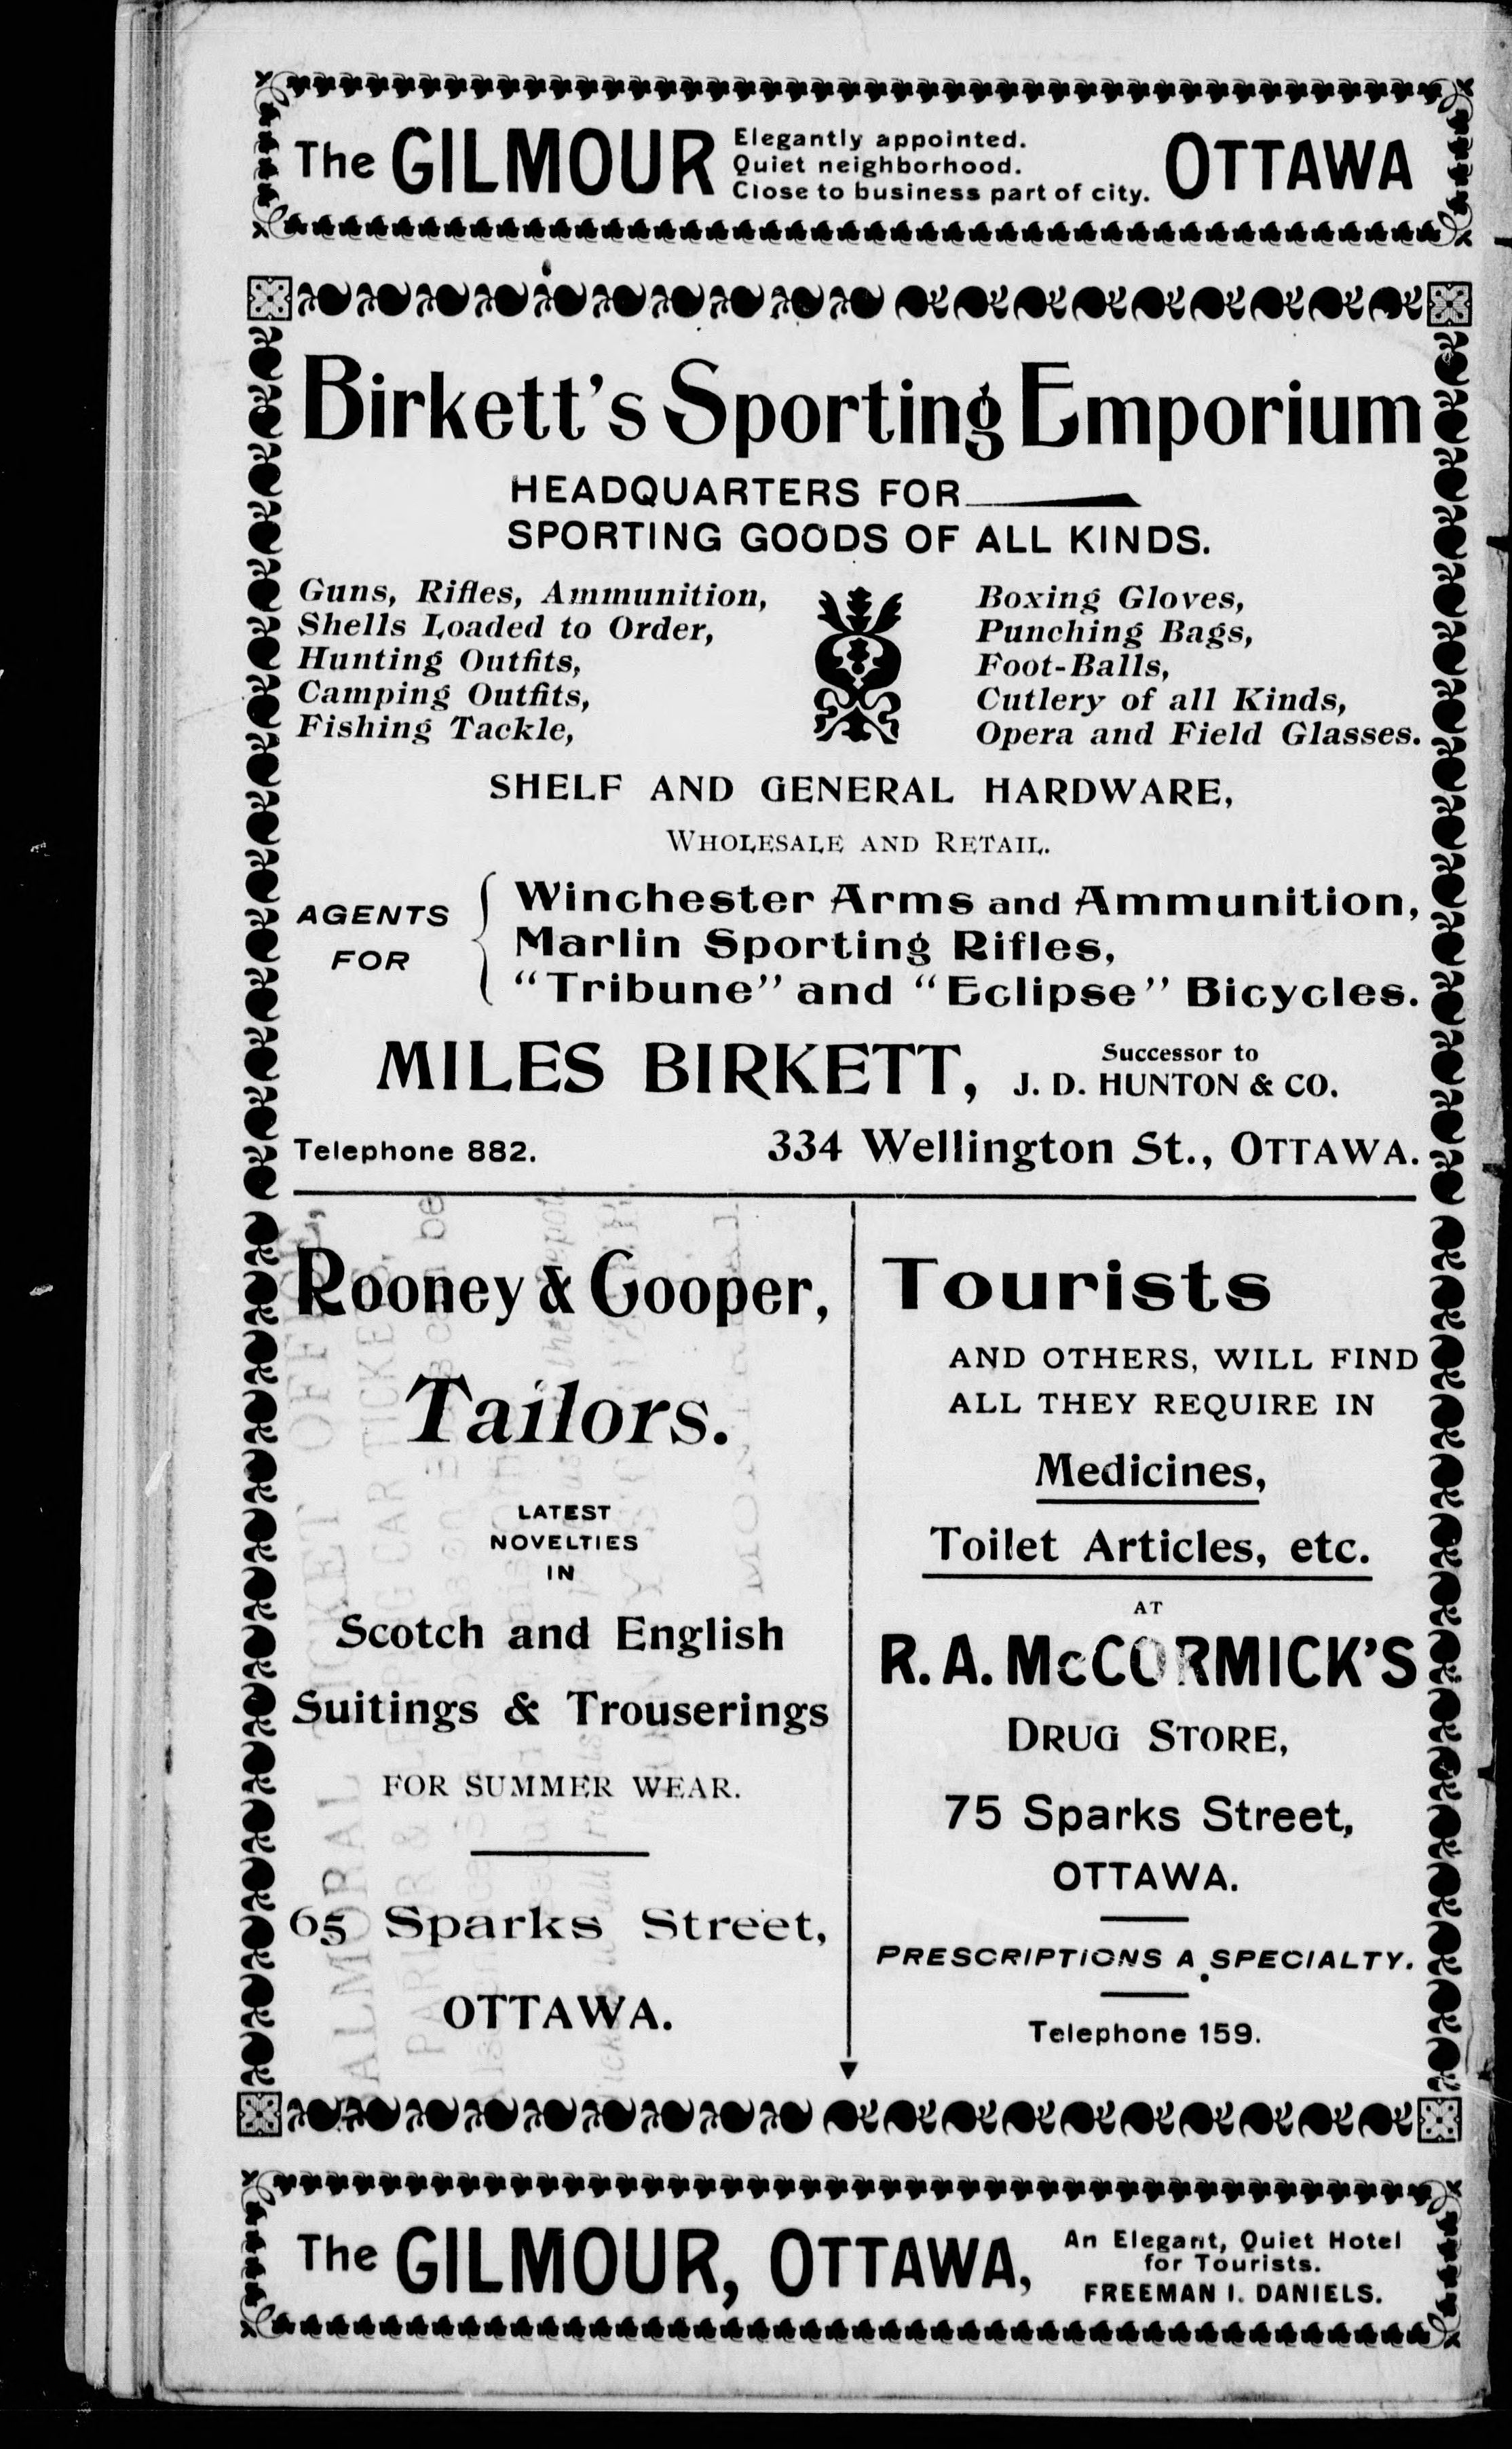 The GILMOUR Elegantly appointed. Quiet neighborhood. Close to business part of city. OTTAWA
Birkett's Sporting Emporium
HEADQUARTERS FOR
SPORTING GOODS OF ALL KINDS.
Guns, Rifles, Ammunition,
Shells Loaded to Order,
Hunting Outfits,
Camping Outfits,
Fishing Tackle,
Boxing Gloves,
Punching Bags,
Foot-Balls,
Cutlery of all Kinds,
Opera and Field Glasses.
SHELF AND GENERAL HARDWARE,
WHOLESALE AND RETAIL.
AGENTS FOR
Winchester Arms and Ammunition,
Marlin Sporting Rifles,
"Tribune" and "Eclipse" Bicycles.
MILES BIRKETT, Successor to J. D. HUNTON & CO.
Telephone 882. 334 Wellington St., OTTAWA.
Rooney & Cooper,
Tailors.
LATEST
NOVELTIES
IN
Scotch and English
Suitings & Trouserings
FOR SUMMER WEAR.
65 Sparks Street,
OTTAWA.
Tourists
AND OTHERS, WILL FIND
ALL THEY REQUIRE IN
Medicines,
Toilet Articles, etc.
AT
R. A. McCORMICK'S
DRUG STORE,
75 Sparks Street,
OTTAWA.
PRESCRIPTIONS A SPECIALTY.
Telephone 159.
The GILMOUR, OTTAWA, An Elegant, Quiet Hotel for Tourists. FREEMAN I. DANIELS.